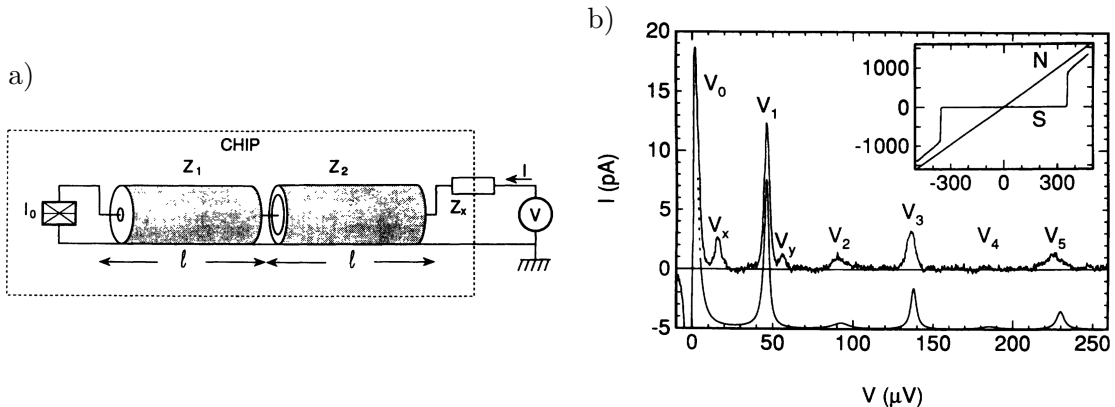 a)
CHIP
Z1
Z2
I0
I
Zx
V
ℓ
ℓ
b)
20
15
10
5
0
-5
I (pA)
V0
Vx
V1
Vy
V2
V3
V4
V5
1000
0
-1000
N
S
-300
0
300
0
50
100
150
200
250
V (μV)